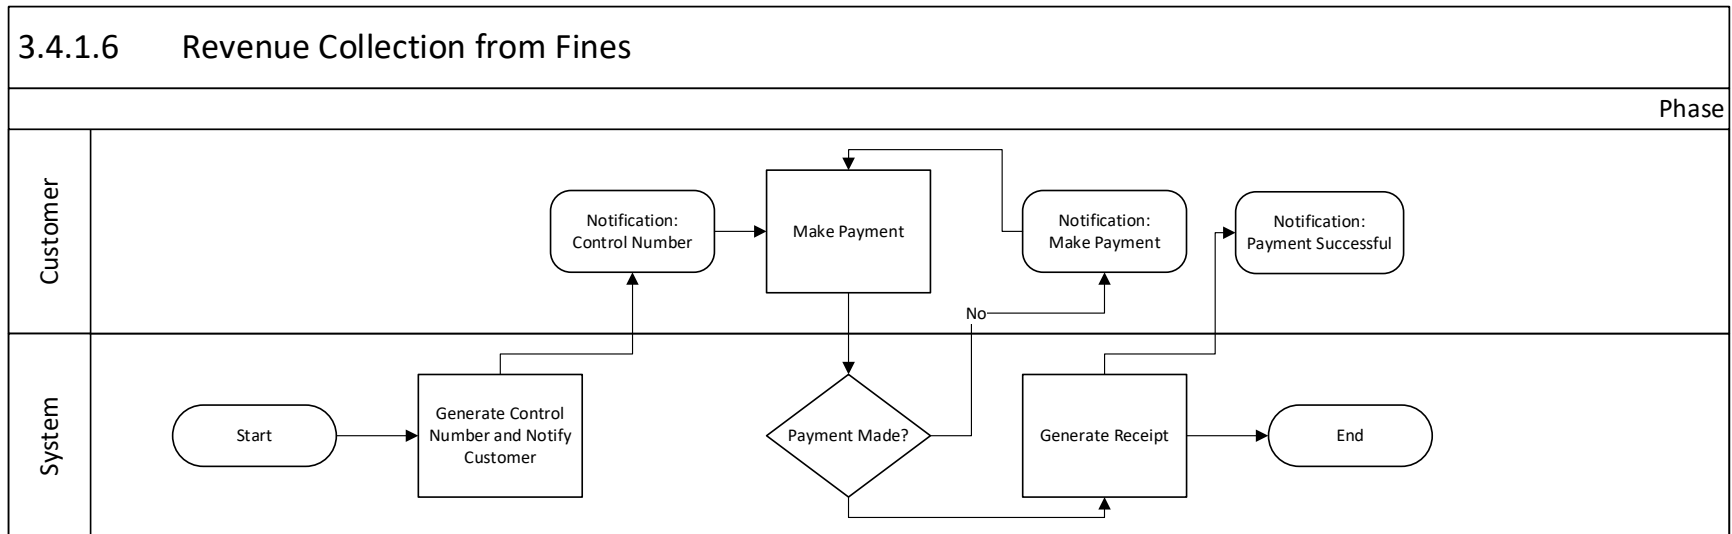 3.4.1.6 Revenue Collection from Fines
Phase
Customer
Notification:
Control Number
Make Payment
Notification:
Make Payment
Notification:
Payment Successful
No
System
Start
Generate Control
Number and Notify
Customer
Payment Made?
Generate Receipt
End